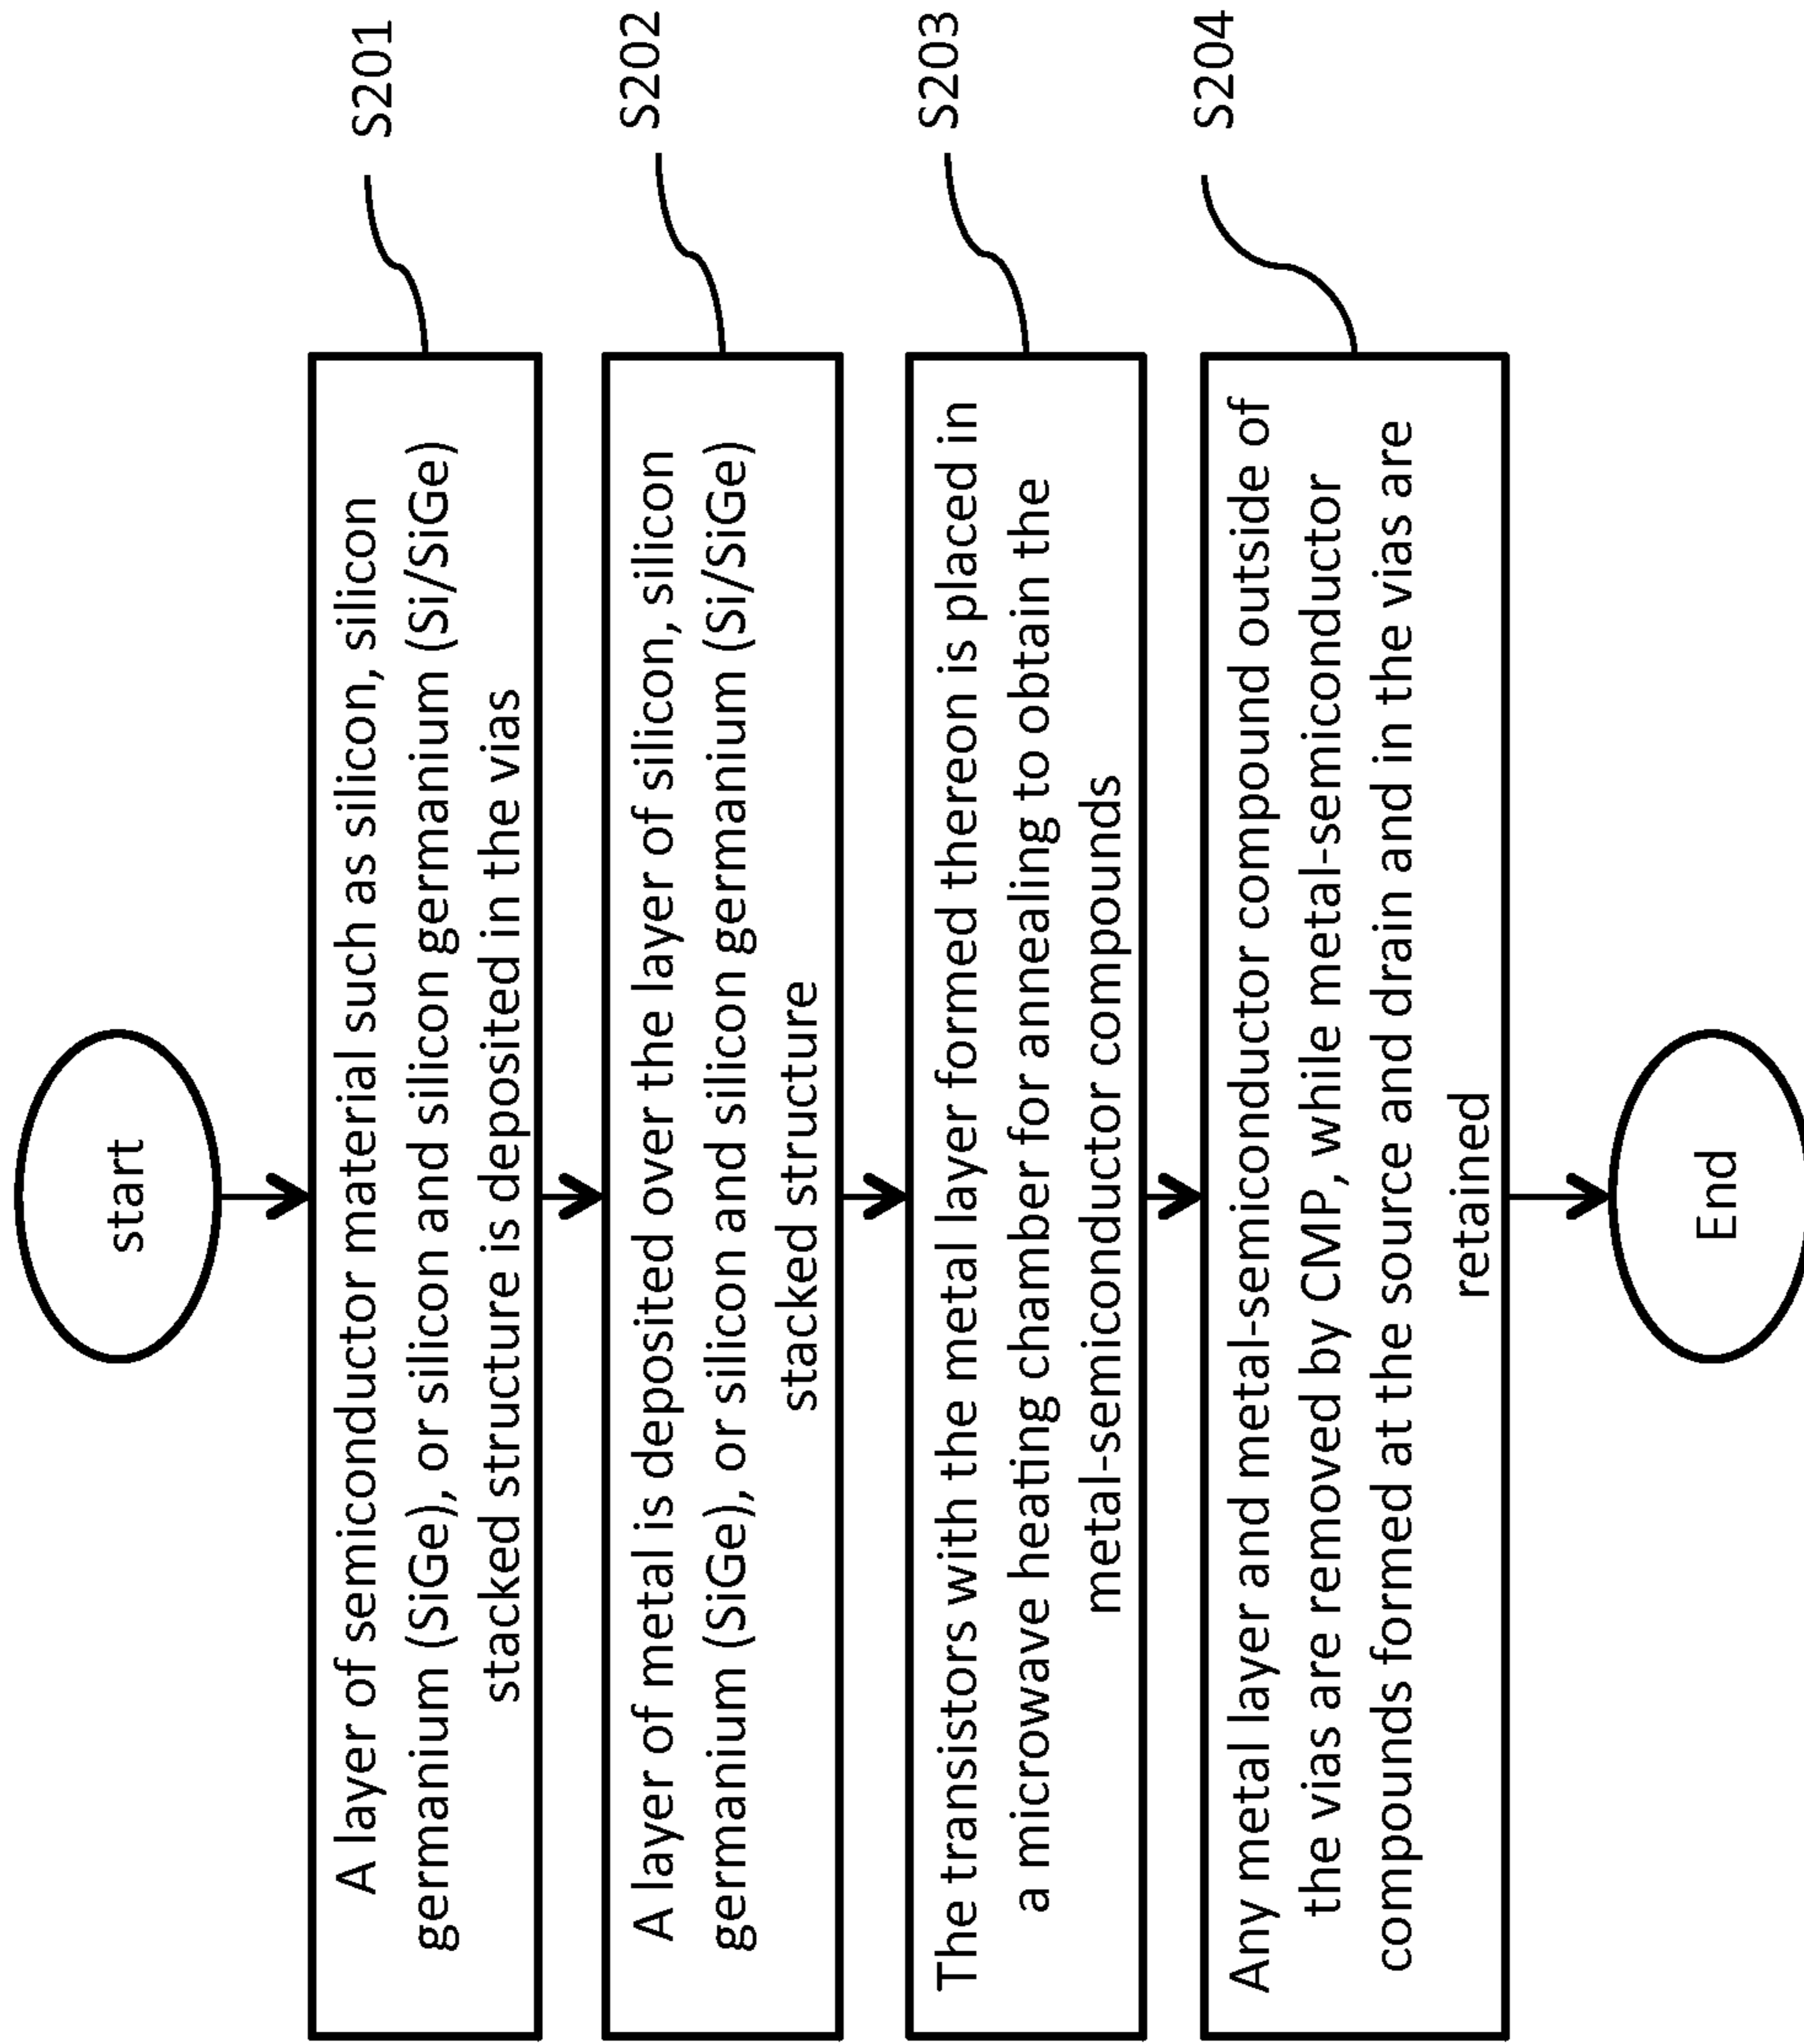 start
A layer of semiconductor material such as silicon, silicon
germanium (SiGe), or silicon and silicon germanium (Si/SiGe)
stacked structure is deposited in the vias
S201
A layer of metal is deposited over the layer of silicon, silicon
germanium (SiGe), or silicon and silicon germanium (Si/SiGe)
stacked structure
S202
The transistors with the metal layer formed thereon is placed in
a microwave heating chamber for annealing to obtain the
metal-semiconductor compounds
S203
Any metal layer and metal-semiconductor compound outside of
the vias are removed by CMP, while metal-semiconductor
compounds formed at the source and drain and in the vias are
retained
S204
End